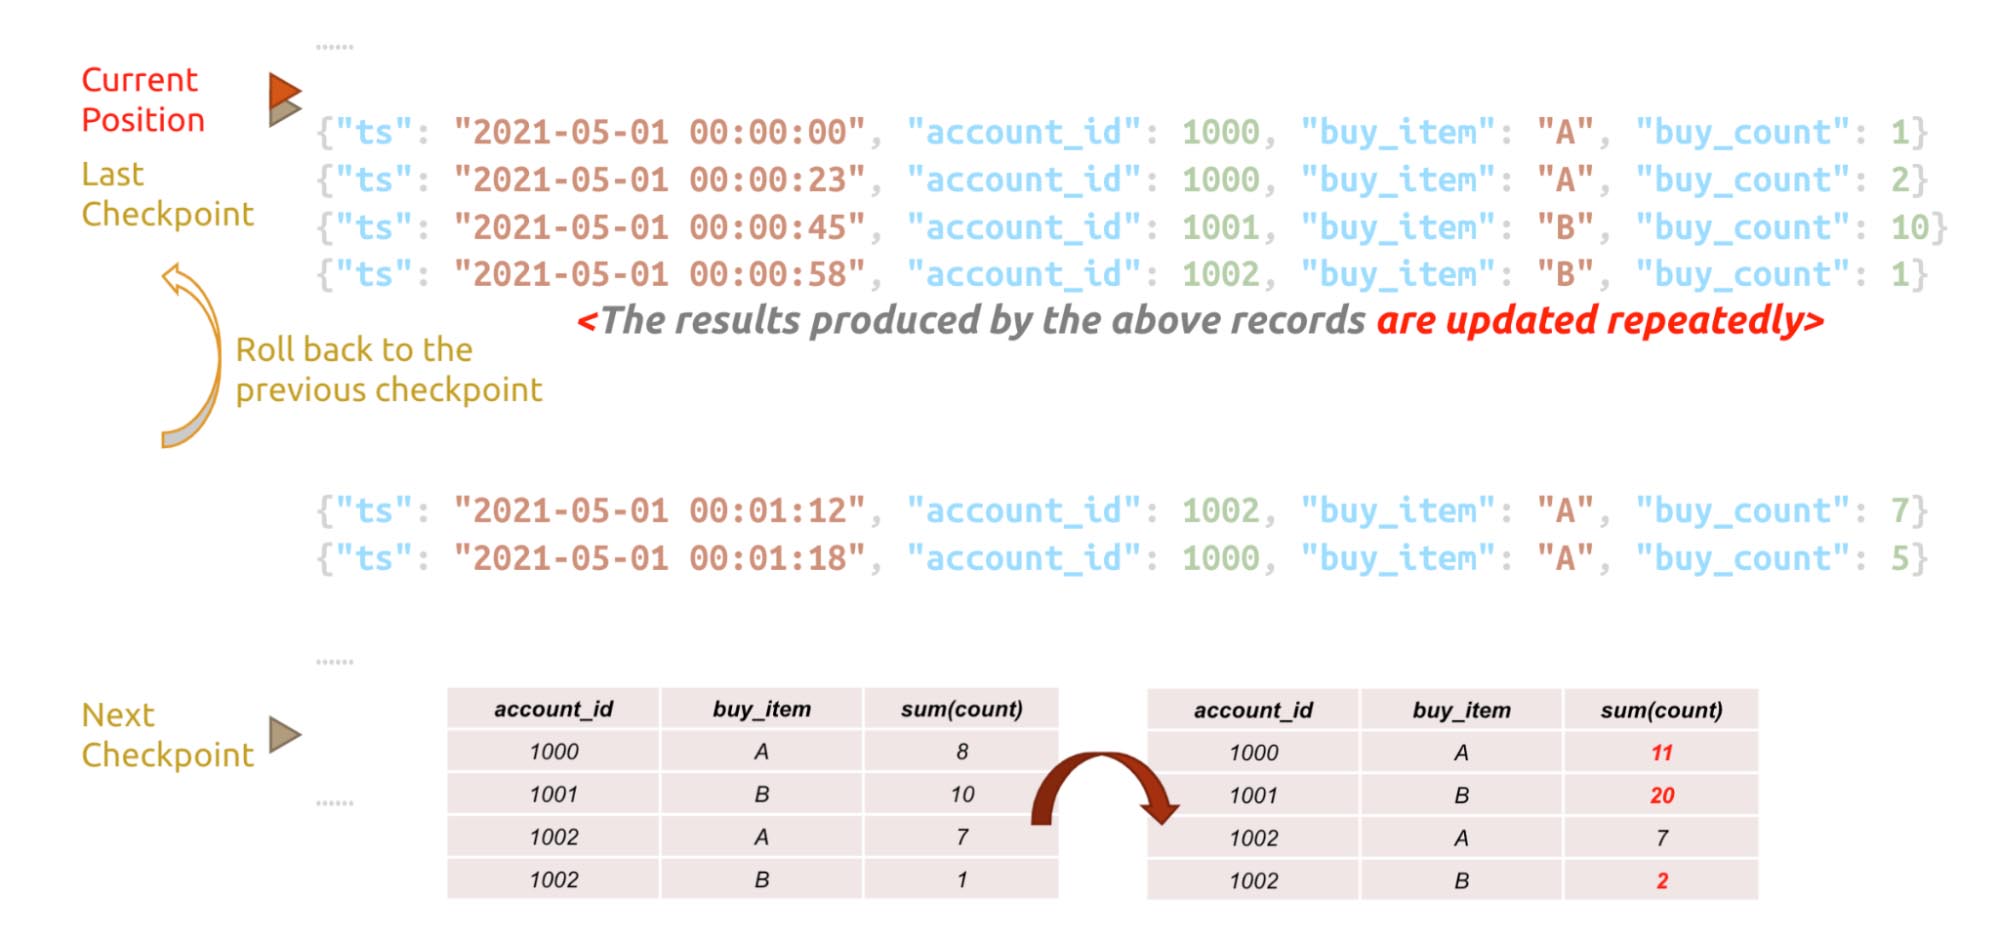 ......
Current
Position
{"ts": "2021-05-01 00:00:00", "account_id": 1000, "buy_item": "A", "buy_count": 1}
Last
Checkpoint
{"ts": "2021-05-01 00:00:23", "account_id": 1000, "buy_item": "A", "buy_count": 2}
{"ts": "2021-05-01 00:00:45", "account_id": 1001, "buy_item": "B", "buy_count": 10}
{"ts": "2021-05-01 00:00:58", "account_id": 1002, "buy_item": "B", "buy_count": 1}
<The results produced by the above records are updated repeatedly>
Roll back to the
previous checkpoint
{"ts": "2021-05-01 00:01:12", "account_id": 1002, "buy_item": "A", "buy_count": 7}
{"ts": "2021-05-01 00:01:18", "account_id": 1000, "buy_item": "A", "buy_count": 5}
......
Next
Checkpoint
......
account_id buy_item sum(count)
1000 A 8
1001 B 10
1002 A 7
1002 B 1
account_id buy_item sum(count)
1000 A 11
1001 B 20
1002 A 7
1002 B 2